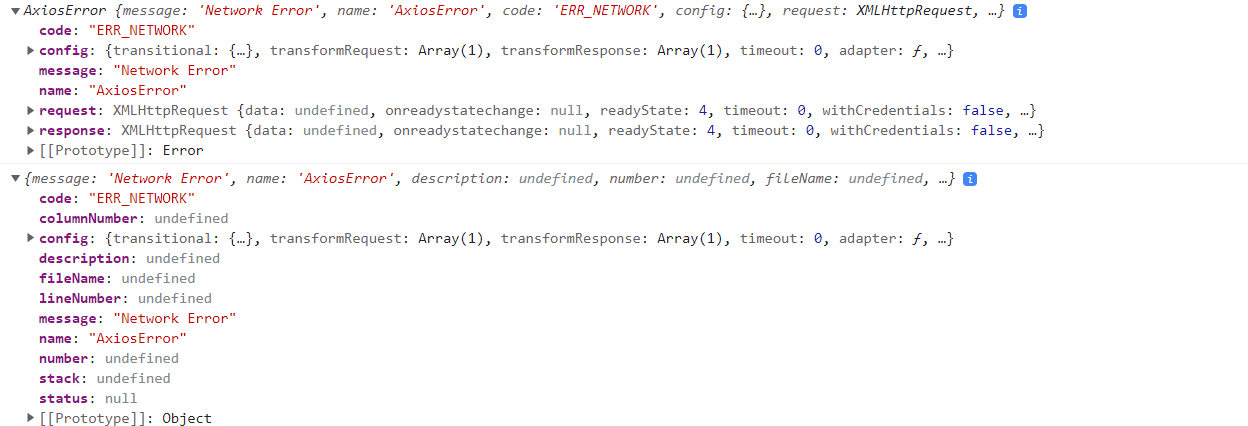 AxiosError {message: 'Network Error', name: 'AxiosError', code: 'ERR_NETWORK', config: {…}, request: XMLHttpRequest, …} i
code: "ERR_NETWORK"
config: {transitional: {…}, transformRequest: Array(1), transformResponse: Array(1), timeout: 0, adapter: ƒ, …}
message: "Network Error"
name: "AxiosError"
request: XMLHttpRequest {data: undefined, onreadystatechange: null, readyState: 4, timeout: 0, withCredentials: false, …}
response: XMLHttpRequest {data: undefined, onreadystatechange: null, readyState: 4, timeout: 0, withCredentials: false, …}
[[Prototype]]: Error
{message: 'Network Error', name: 'AxiosError', description: undefined, number: undefined, fileName: undefined, …} i
code: "ERR_NETWORK"
columnNumber: undefined
config: {transitional: {…}, transformRequest: Array(1), transformResponse: Array(1), timeout: 0, adapter: ƒ, …}
description: undefined
fileName: undefined
lineNumber: undefined
message: "Network Error"
name: "AxiosError"
number: undefined
stack: undefined
status: null
[[Prototype]]: Object